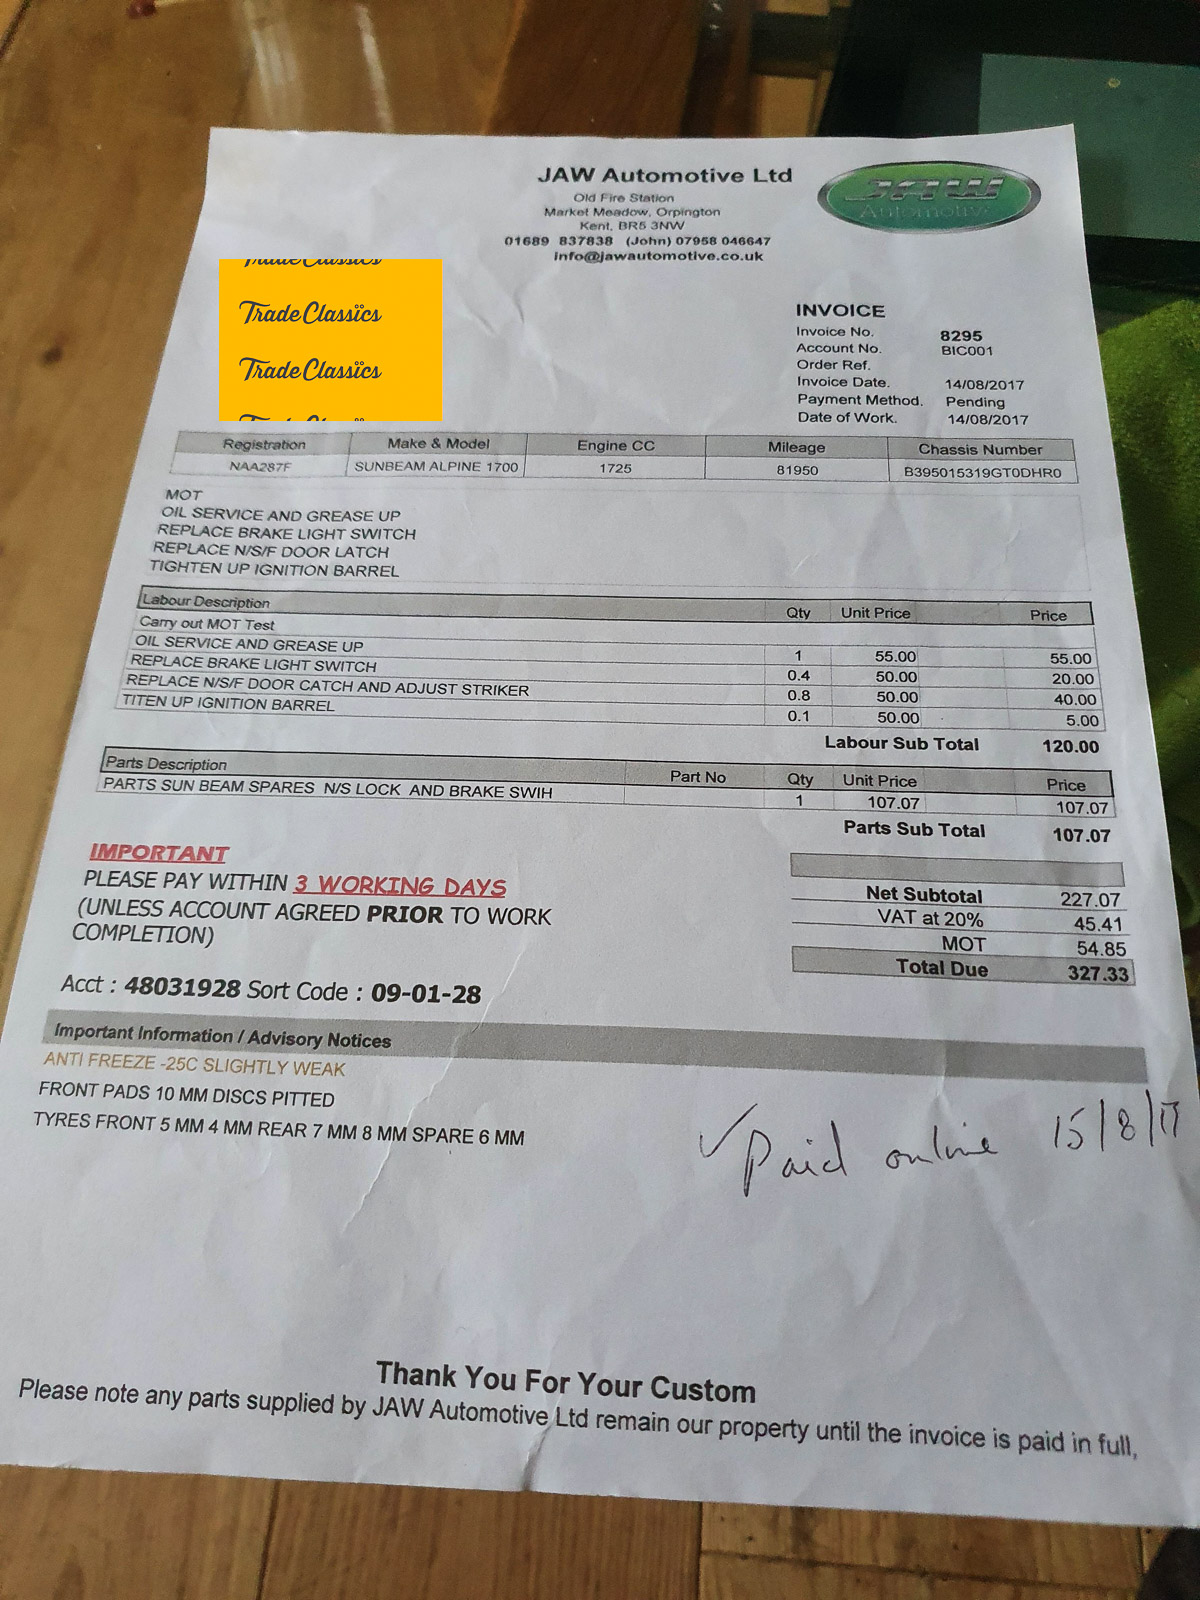 JAW Automotive Ltd
Old Fire Station
Market Meadow, Orpington
Kent, BR5 3NW
01689 837838 (John) 07958 046647
info@jawautomotive.co.uk
JAW
Automotive
TradeClassics
TradeClassics
TradeClassics
INVOICE
Invoice No. 8295
Account No. BIC001
Order Ref.
Invoice Date. 14/08/2017
Payment Method. Pending
Date of Work. 14/08/2017
Registration Make & Model Engine CC Mileage Chassis Number
NAA287F SUNBEAM ALPINE 1700 1725 81950 B395015319GT0DHR0
MOT
OIL SERVICE AND GREASE UP
REPLACE BRAKE LIGHT SWITCH
REPLACE N/S/F DOOR LATCH
TIGHTEN UP IGNITION BARREL
Labour Description Qty Unit Price Price
Carry out MOT Test
OIL SERVICE AND GREASE UP 1 55.00 55.00
REPLACE BRAKE LIGHT SWITCH 0.4 50.00 20.00
REPLACE N/S/F DOOR CATCH AND ADJUST STRIKER 0.8 50.00 40.00
TITEN UP IGNITION BARREL 0.1 50.00 5.00
Labour Sub Total 120.00
Parts Description Part No Qty Unit Price Price
PARTS SUN BEAM SPARES N/S LOCK AND BRAKE SWIH 1 107.07 107.07
Parts Sub Total 107.07
IMPORTANT
PLEASE PAY WITHIN 3 WORKING DAYS
(UNLESS ACCOUNT AGREED PRIOR TO WORK
COMPLETION)
Net Subtotal 227.07
VAT at 20% 45.41
MOT 54.85
Total Due 327.33
Acct : 48031928 Sort Code : 09-01-28
Important Information / Advisory Notices
ANTI FREEZE -25C SLIGHTLY WEAK
FRONT PADS 10 MM DISCS PITTED
TYRES FRONT 5 MM 4 MM REAR 7 MM 8 MM SPARE 6 MM
✓ Paid online 15/8/17
Thank You For Your Custom
Please note any parts supplied by JAW Automotive Ltd remain our property until the invoice is paid in full,